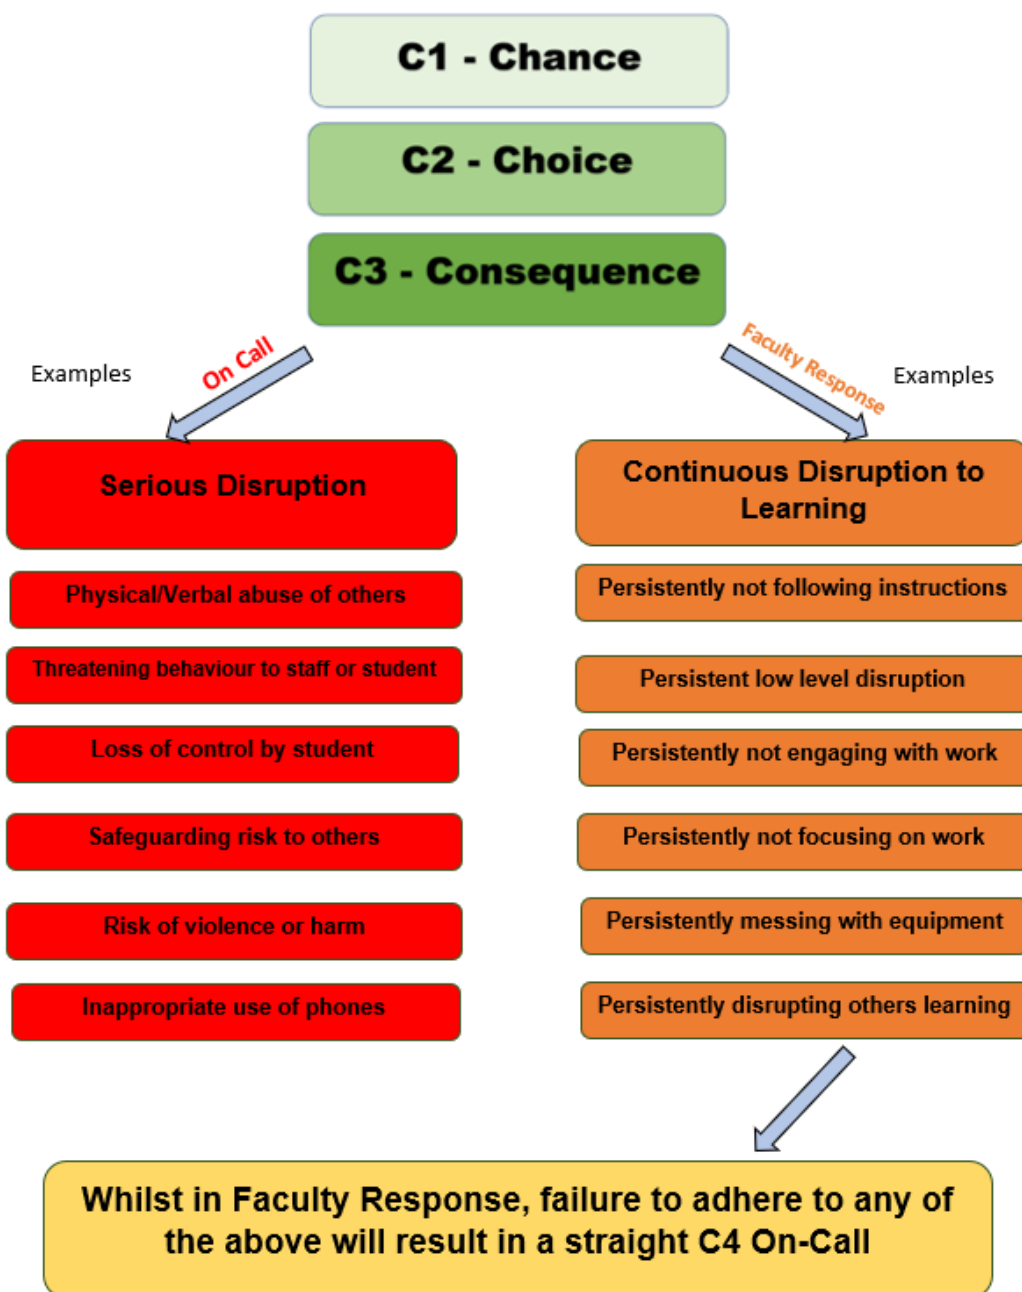 C1 - Chance
C2 - Choice
C3 - Consequence
Examples
On Call
Faculty Response
Examples
Serious Disruption
Physical/Verbal abuse of others
Threatening behaviour to staff or student
Loss of control by student
Safeguarding risk to others
Risk of violence or harm
Inappropriate use of phones
Continuous Disruption to
Learning
Persistently not following instructions
Persistent low level disruption
Persistently not engaging with work
Persistently not focusing on work
Persistently messing with equipment
Persistently disrupting others learning
Whilst in Faculty Response, failure to adhere to any of
the above will result in a straight C4 On-Call